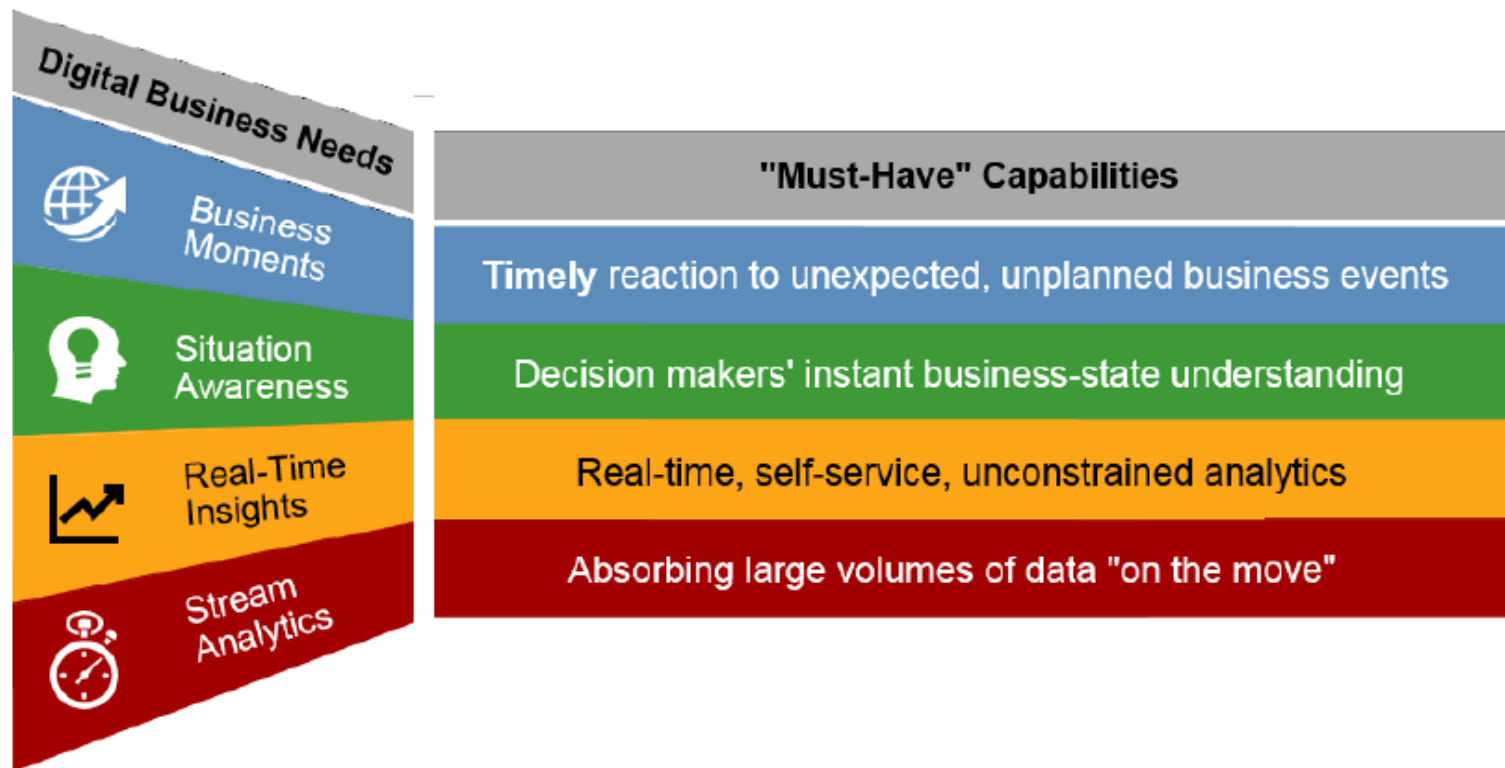 Digital Business Needs
"Must-Have" Capabilities
Business
Moments
Timely reaction to unexpected, unplanned business events
Situation
Awareness
Decision makers' instant business-state understanding
Real-Time
Insights
Real-time, self-service, unconstrained analytics
Stream
Analytics
Absorbing large volumes of data "on the move"